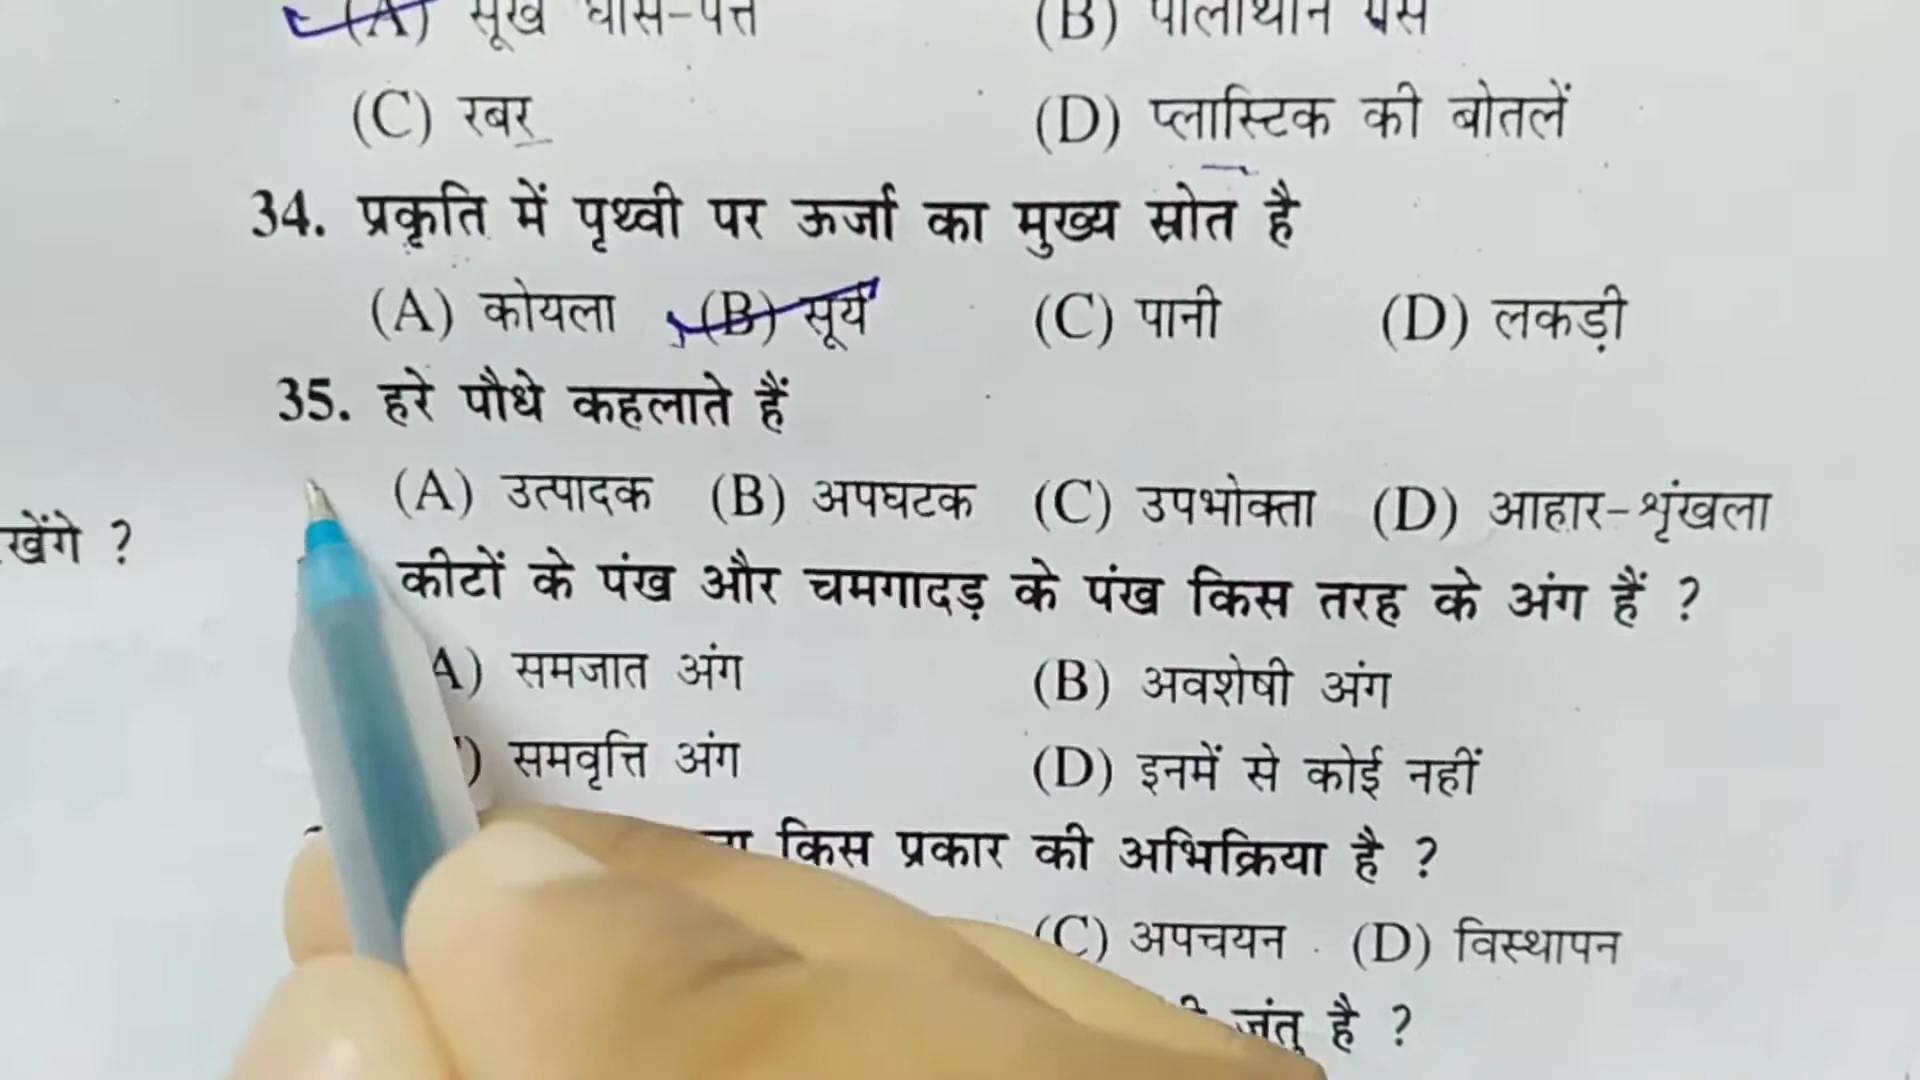 (A) सूखे घास-पत्ते (B) पॉलीथीन
(C) रबर (D) प्लास्टिक की बोतलें
34. प्रकृति में पृथ्वी पर ऊर्जा का मुख्य स्रोत है
(A) कोयला (B) सूर्य (C) पानी (D) लकड़ी
35. हरे पौधे कहलाते हैं
(A) उत्पादक (B) अपघटक (C) उपभोक्ता (D) आहार-शृंखला
खेंगे ?
कीटों के पंख और चमगादड़ के पंख किस तरह के अंग हैं ?
A) समजात अंग (B) अवशेषी अंग
) समवृत्ति अंग (D) इनमें से कोई नहीं
किस प्रकार की अभिक्रिया है ?
(C) अपचयन (D) विस्थापन
जंतु है ?